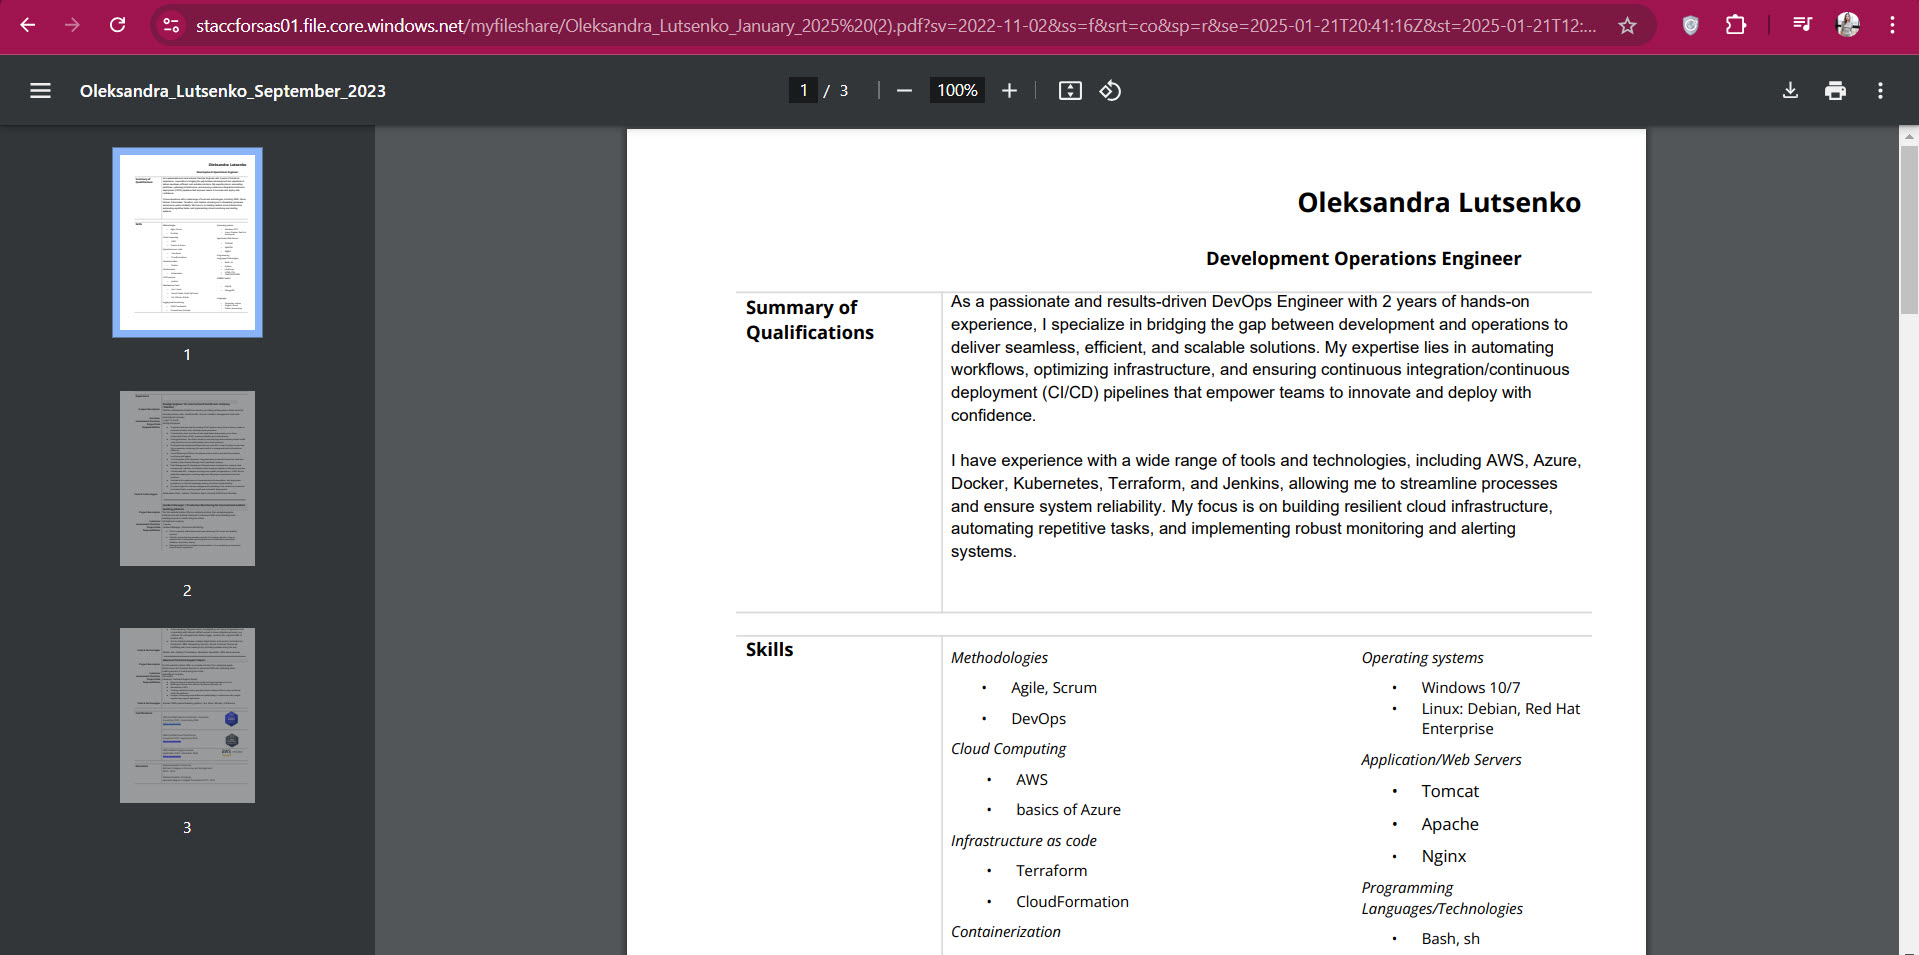 staccforsas01.file.core.windows.net/myfileshare/Oleksandra_Lutsenko_January_2025%20(2).pdf?sv=2022-11-02&ss=f&srt=co&sp=r&se=2025-01-21T20:41:16Z&st=2025-01-21T12:...
Oleksandra_Lutsenko_September_2023
1 / 3
100%
1
2
3
Oleksandra Lutsenko
Development Operations Engineer
Summary of
Qualifications
As a passionate and results-driven DevOps Engineer with 2 years of hands-on
experience, I specialize in bridging the gap between development and operations to
deliver seamless, efficient, and scalable solutions. My expertise lies in automating
workflows, optimizing infrastructure, and ensuring continuous integration/continuous
deployment (CI/CD) pipelines that empower teams to innovate and deploy with
confidence.
I have experience with a wide range of tools and technologies, including AWS, Azure,
Docker, Kubernetes, Terraform, and Jenkins, allowing me to streamline processes
and ensure system reliability. My focus is on building resilient cloud infrastructure,
automating repetitive tasks, and implementing robust monitoring and alerting
systems.
Skills
Methodologies
• Agile, Scrum
• DevOps
Cloud Computing
• AWS
• basics of Azure
Infrastructure as code
• Terraform
• CloudFormation
Containerization
Operating systems
• Windows 10/7
• Linux: Debian, Red Hat
Enterprise
Application/Web Servers
• Tomcat
• Apache
• Nginx
Programming
Languages/Technologies
• Bash, sh